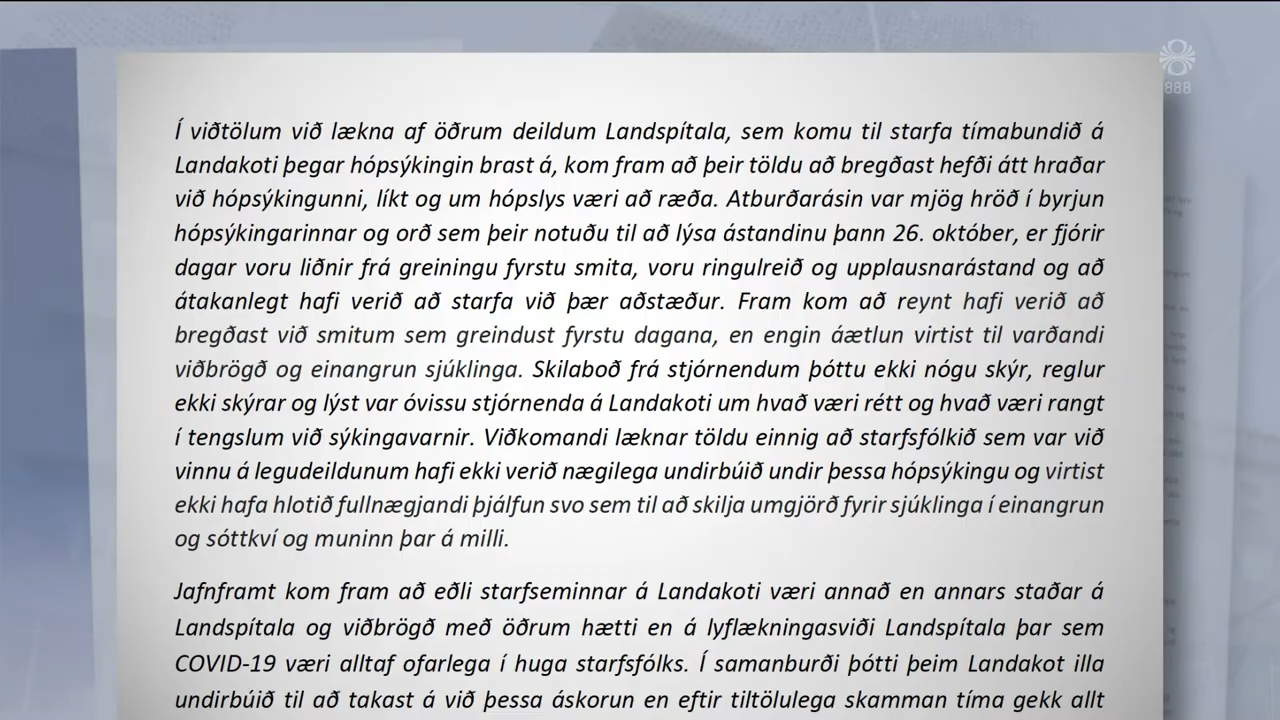 888
Í viðtölum við lækna af öðrum deildum Landspítala, sem komu til starfa tímabundið á
Landakoti þegar hópsýkingin brast á, kom fram að þeir töldu að bregðast hefði átt hraðar
við hópsýkingunni, líkt og um hópslys væri að ræða. Atburðarásin var mjög hröð í byrjun
hópsýkingarinnar og orð sem þeir notuðu til að lýsa ástandinu þann 26. október, er fjórir
dagar voru liðnir frá greiningu fyrstu smita, voru ringulreið og upplausnarástand og að
átakanlegt hafi verið að starfa við þær aðstæður. Fram kom að reynt hafi verið að
bregðast við smitum sem greindust fyrstu dagana, en engin áætlun virtist til varðandi
viðbrögð og einangrun sjúklinga. Skilaboð frá stjórnendum þóttu ekki nógu skýr, reglur
ekki skýrar og lýst var óvissu stjórnenda á Landakoti um hvað væri rétt og hvað væri rangt
í tengslum við sýkingavarnir. Viðkomandi læknar töldu einnig að starfsfólkið sem var við
vinnu á legudeildunum hafi ekki verið nægilega undirbúið undir þessa hópsýkingu og virtist
ekki hafa hlotið fullnægjandi þjálfun svo sem til að skilja umgjörð fyrir sjúklinga í einangrun
og sóttkví og muninn þar á milli.
Jafnframt kom fram að eðli starfseminnar á Landakoti væri annað en annars staðar á
Landspítala og viðbrögð með öðrum hætti en á lyflækningasviði Landspítala þar sem
COVID-19 væri alltaf ofarlega í huga starfsfólks. Í samanburði þótti þeim Landakot illa
undirbúið til að takast á við þessa áskorun en eftir tiltölulega skamman tíma gekk allt